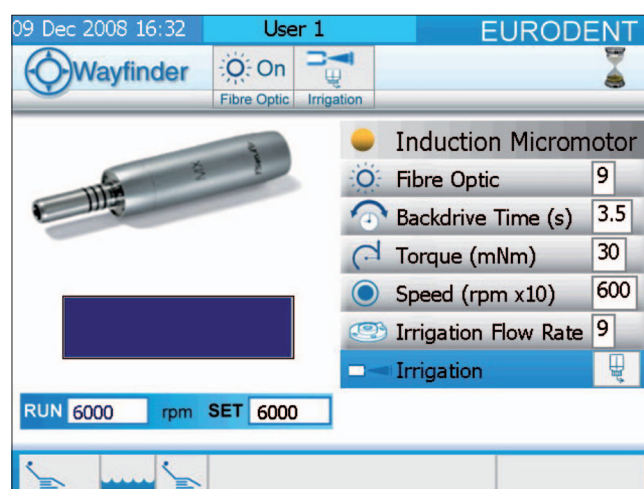 09 Dec 2008 16:32
User 1
EURODENT
Wayfinder
On
Fibre Optic
Irrigation
Induction Micromotor
Fibre Optic 9
Backdrive Time (s) 3.5
Torque (mNm) 30
Speed (rpm x10) 600
Irrigation Flow Rate 9
Irrigation
RUN 6000 rpm SET 6000